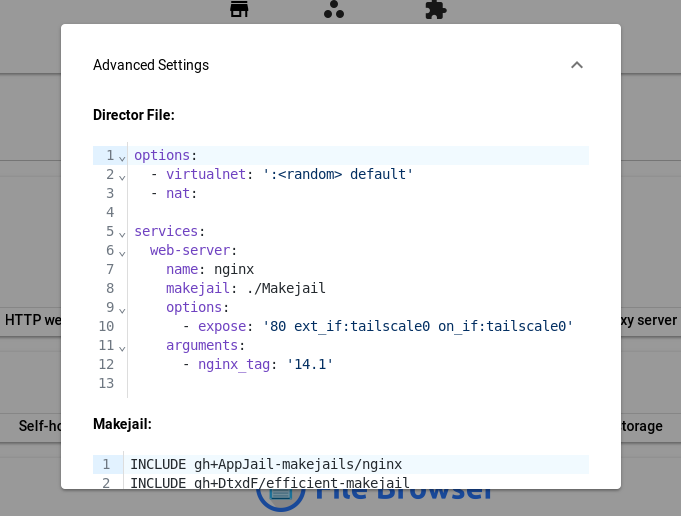 Advanced Settings
Director File:
1 options:
2   - virtualnet: ':<random> default'
3   - nat:
4
5 services:
6   web-server:
7     name: nginx
8     makejail: ./Makejail
9     options:
10       - expose: '80 ext_if:tailscale0 on_if:tailscale0'
11     arguments:
12       - nginx_tag: '14.1'
13
HTTP we
xy server
Self-ho
torage
Makejail:
1 INCLUDE gh+AppJail-makejails/nginx
2 INCLUDE gh+DtxdF/efficient-makejail
File Browser